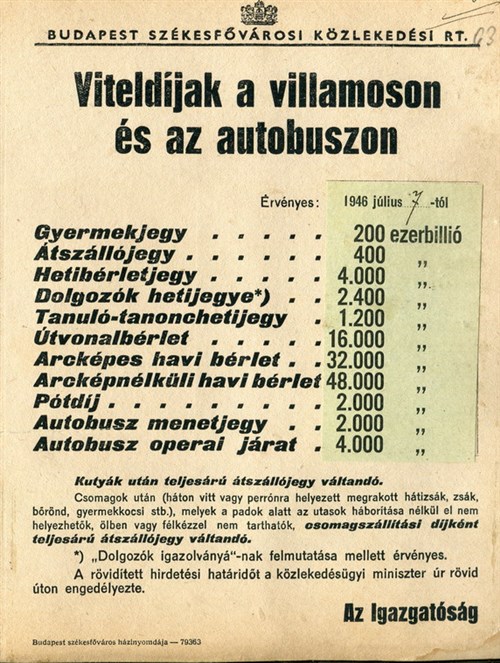 BUDAPEST SZÉKESFŐVÁROSI KÖZLEKEDÉSI RT.
Viteldíjak a villamoson
és az autobuszon
Érvényes: 1946 július 7 -tól
Gyermekjegy . . . . . 200 ezerbillió
Átszállójegy . . . . . . 400 „
Hetibérletjegy . . . . . 4.000 „
Dolgozók hetijegye*) . . 2.400 „
Tanuló-tanonchetijegy . 1.200 „
Útvonalbérlet . . . . . 16.000 „
Arcképes havi bérlet . . 32.000 „
Arcképnélküli havi bérlet 48.000 „
Pótdíj . . . . . . . . 2.000 „
Autobusz menetjegy . . 2.000 „
Autobusz operai járat . 4.000 „
Kutyák után teljesárú átszállójegy váltandó.
Csomagok után (háton vitt vagy perrónra helyezett megrakott hátizsák, zsák,
bőrönd, gyermekkocsi stb.), melyek a padok alatt az utasok háborítása nélkül el nem
helyezhetők, ölben vagy félkézzel nem tarthatók, csomagszállítási díjként
teljesárú átszállójegy váltandó.
*) „Dolgozók igazolványá“-nak felmutatása mellett érvényes.
A rövidített hirdetési határidőt a közlekedésügyi miniszter úr rövid
úton engedélyezte.
Az Igazgatóság
Budapest székesfőváros házinyomdája — 79363